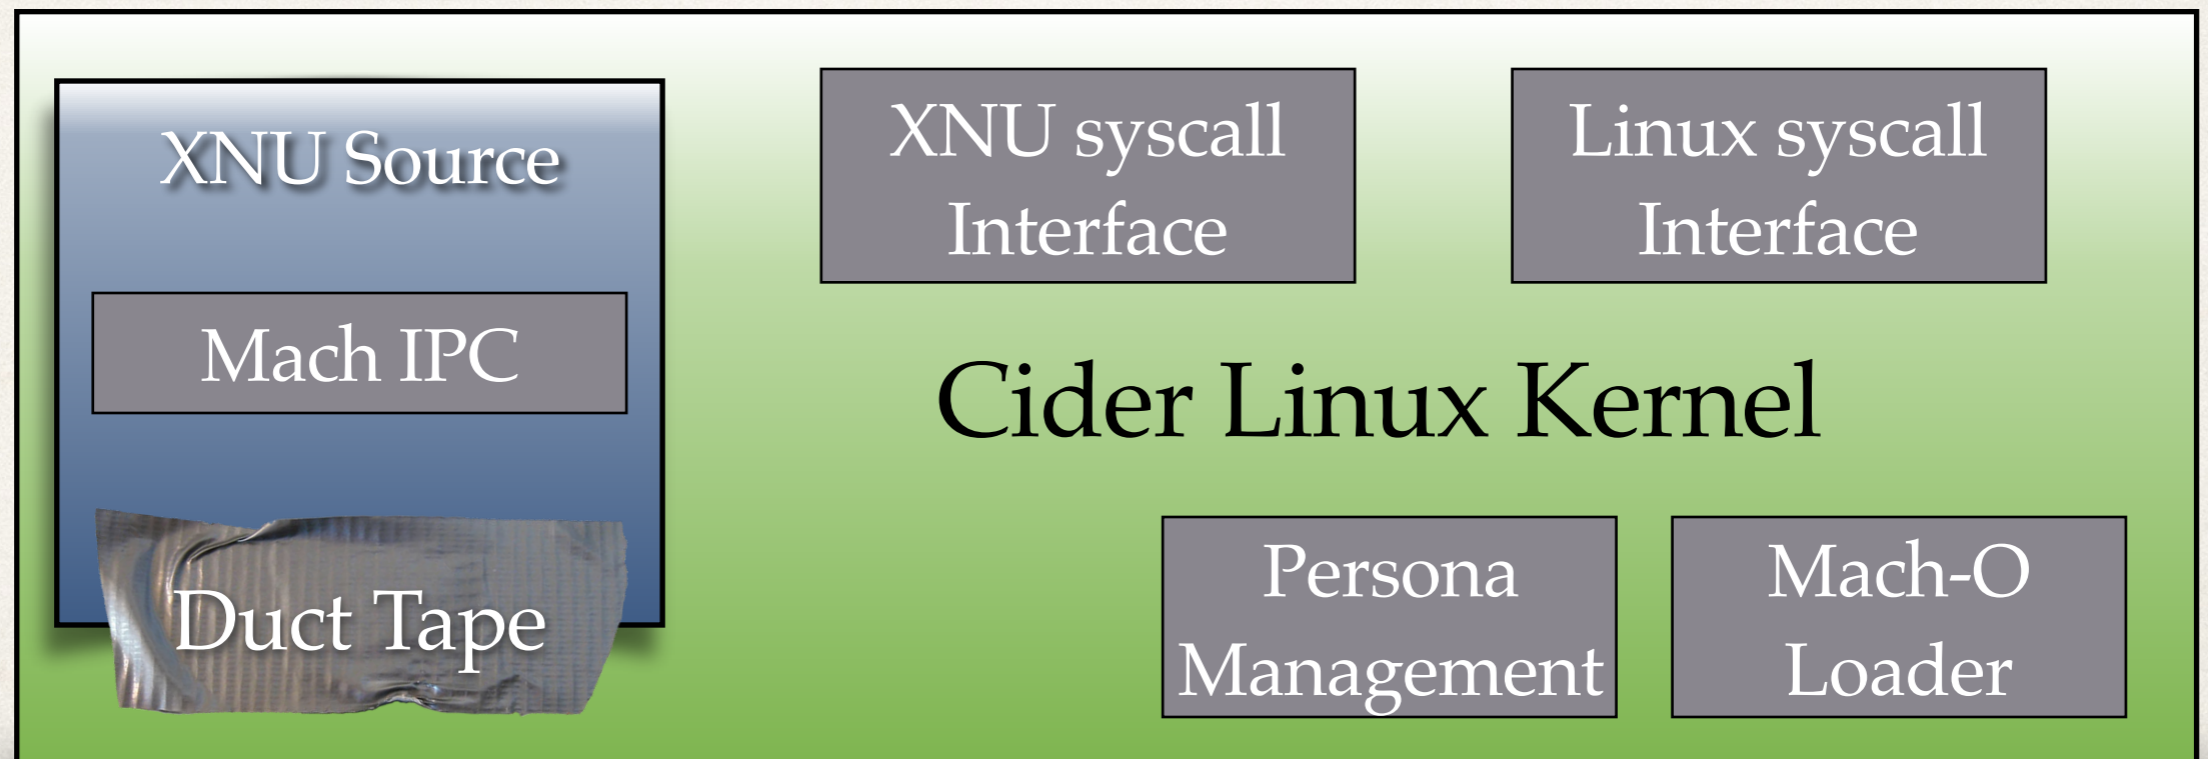 XNU Source
Mach IPC
Duct Tape
XNU syscall
Interface
Linux syscall
Interface
Cider Linux Kernel
Persona
Management
Mach-O
Loader